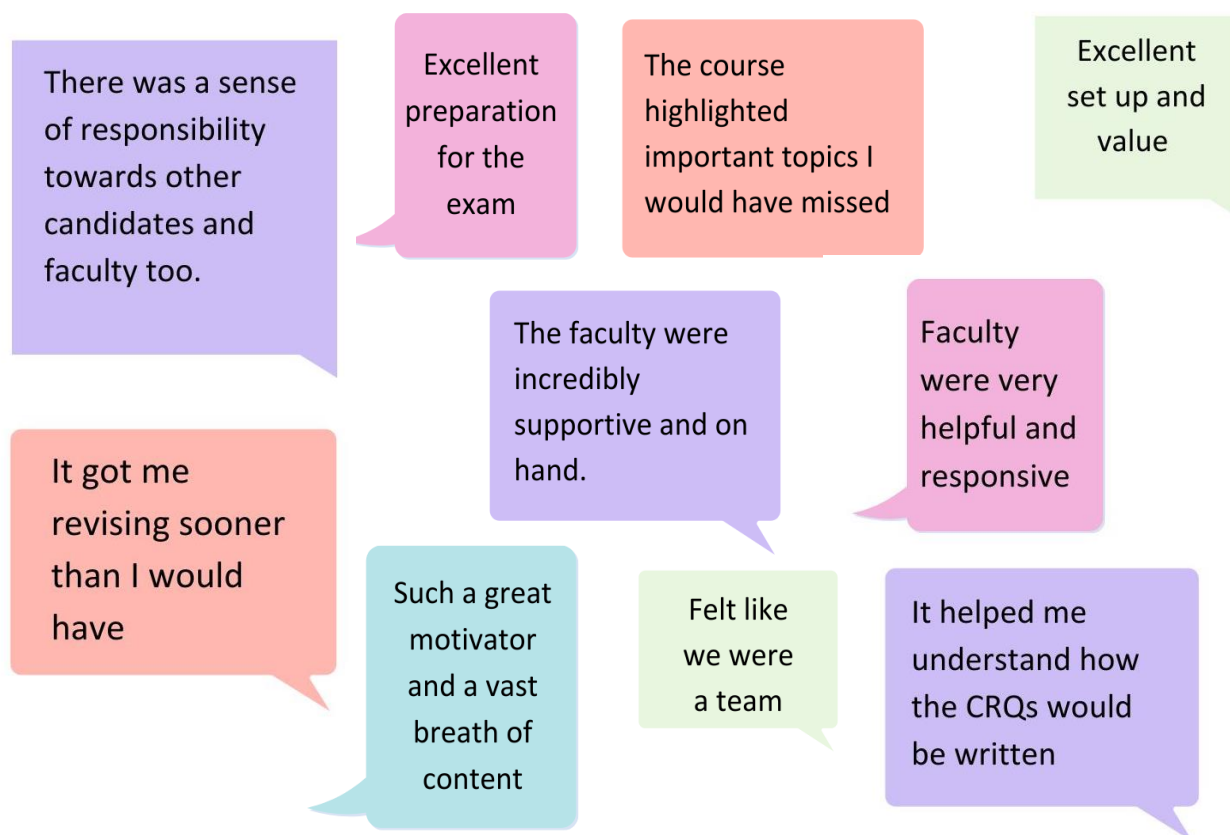 There was a sense
of responsibility
towards other
candidates and
faculty too.
Excellent
preparation
for the
exam
The course
highlighted
important topics I
would have missed
Excellent
set up and
value
The faculty were
incredibly
supportive and on
hand.
Faculty
were very
helpful and
responsive
It got me
revising sooner
than I would
have
Such a great
motivator
and a vast
breath of
content
Felt like
we were
a team
It helped me
understand how
the CRQs would
be written